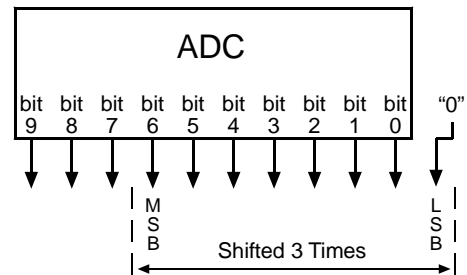 ADC
bit bit bit bit bit bit bit bit bit bit "0"
9 8 7 6 5 4 3 2 1 0
MSB LSB
Shifted 3 Times